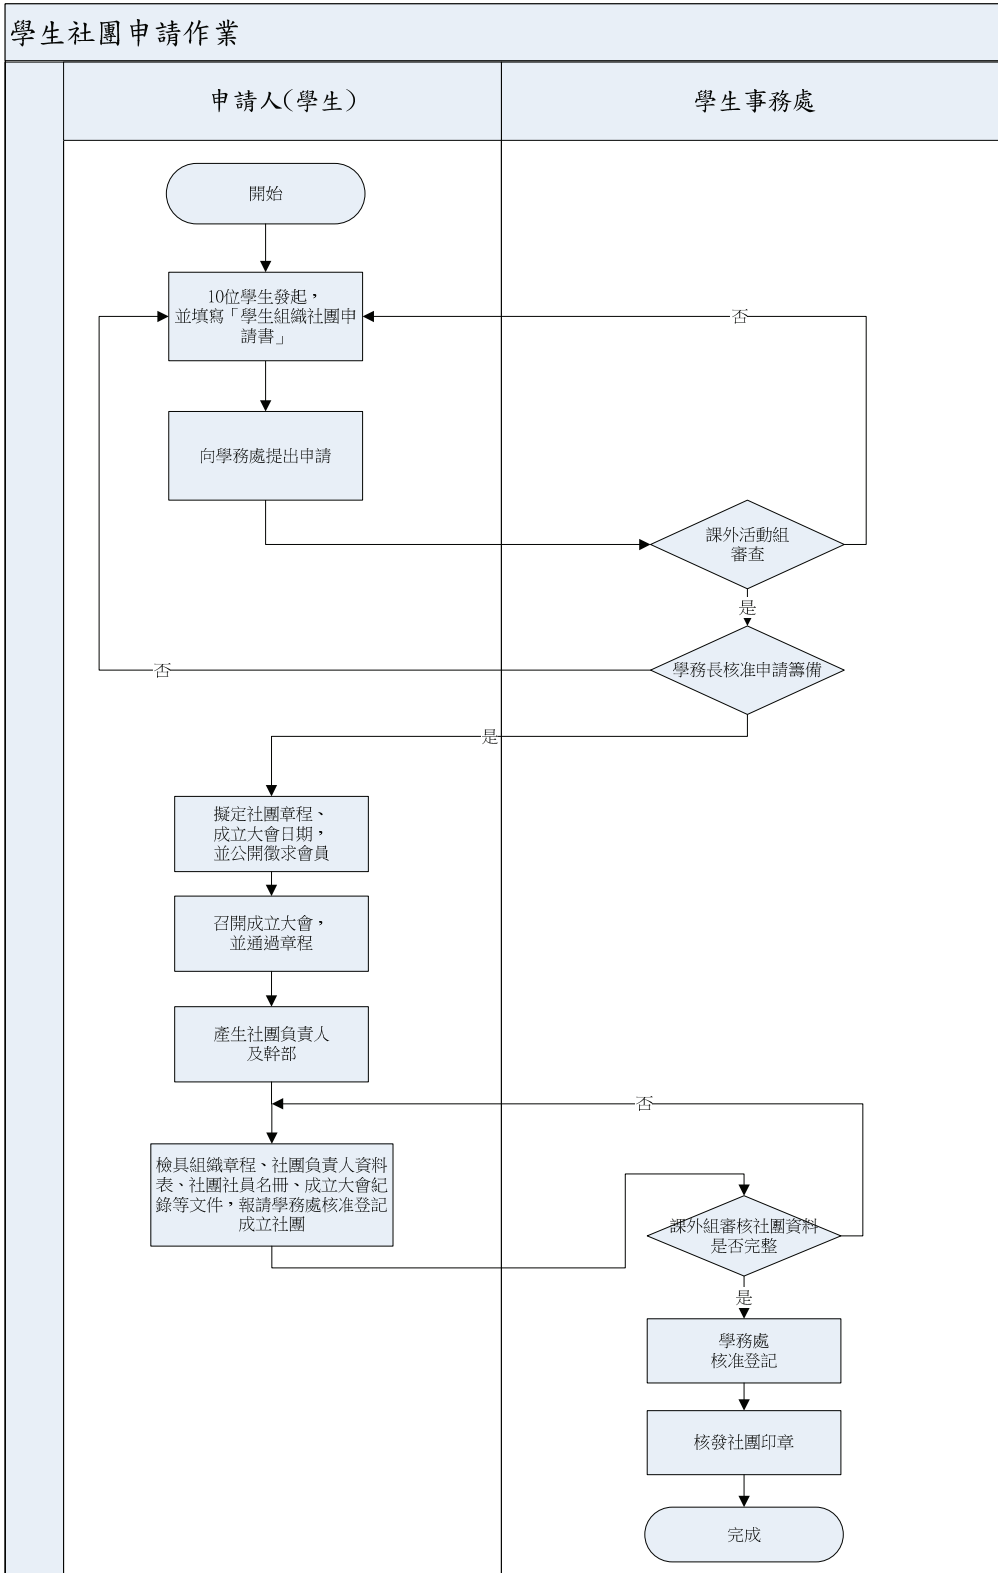 學生社團申請作業
申請人(學生)
學生事務處
開始
10位學生發起，
並填寫「學生組織社團申
請書」
否
向學務處提出申請
課外活動組
審查
是
學務長核准申請籌備
否
是
擬定社團章程、
成立大會日期，
並公開徵求會員
召開成立大會，
並通過章程
產生社團負責人
及幹部
否
檢具組織章程、社團負責人資料
表、社團社員名冊、成立大會紀
錄等文件，報請學務處核准登記
成立社團
課外組審核社團資料
是否完整
是
學務處
核准登記
核發社團印章
完成